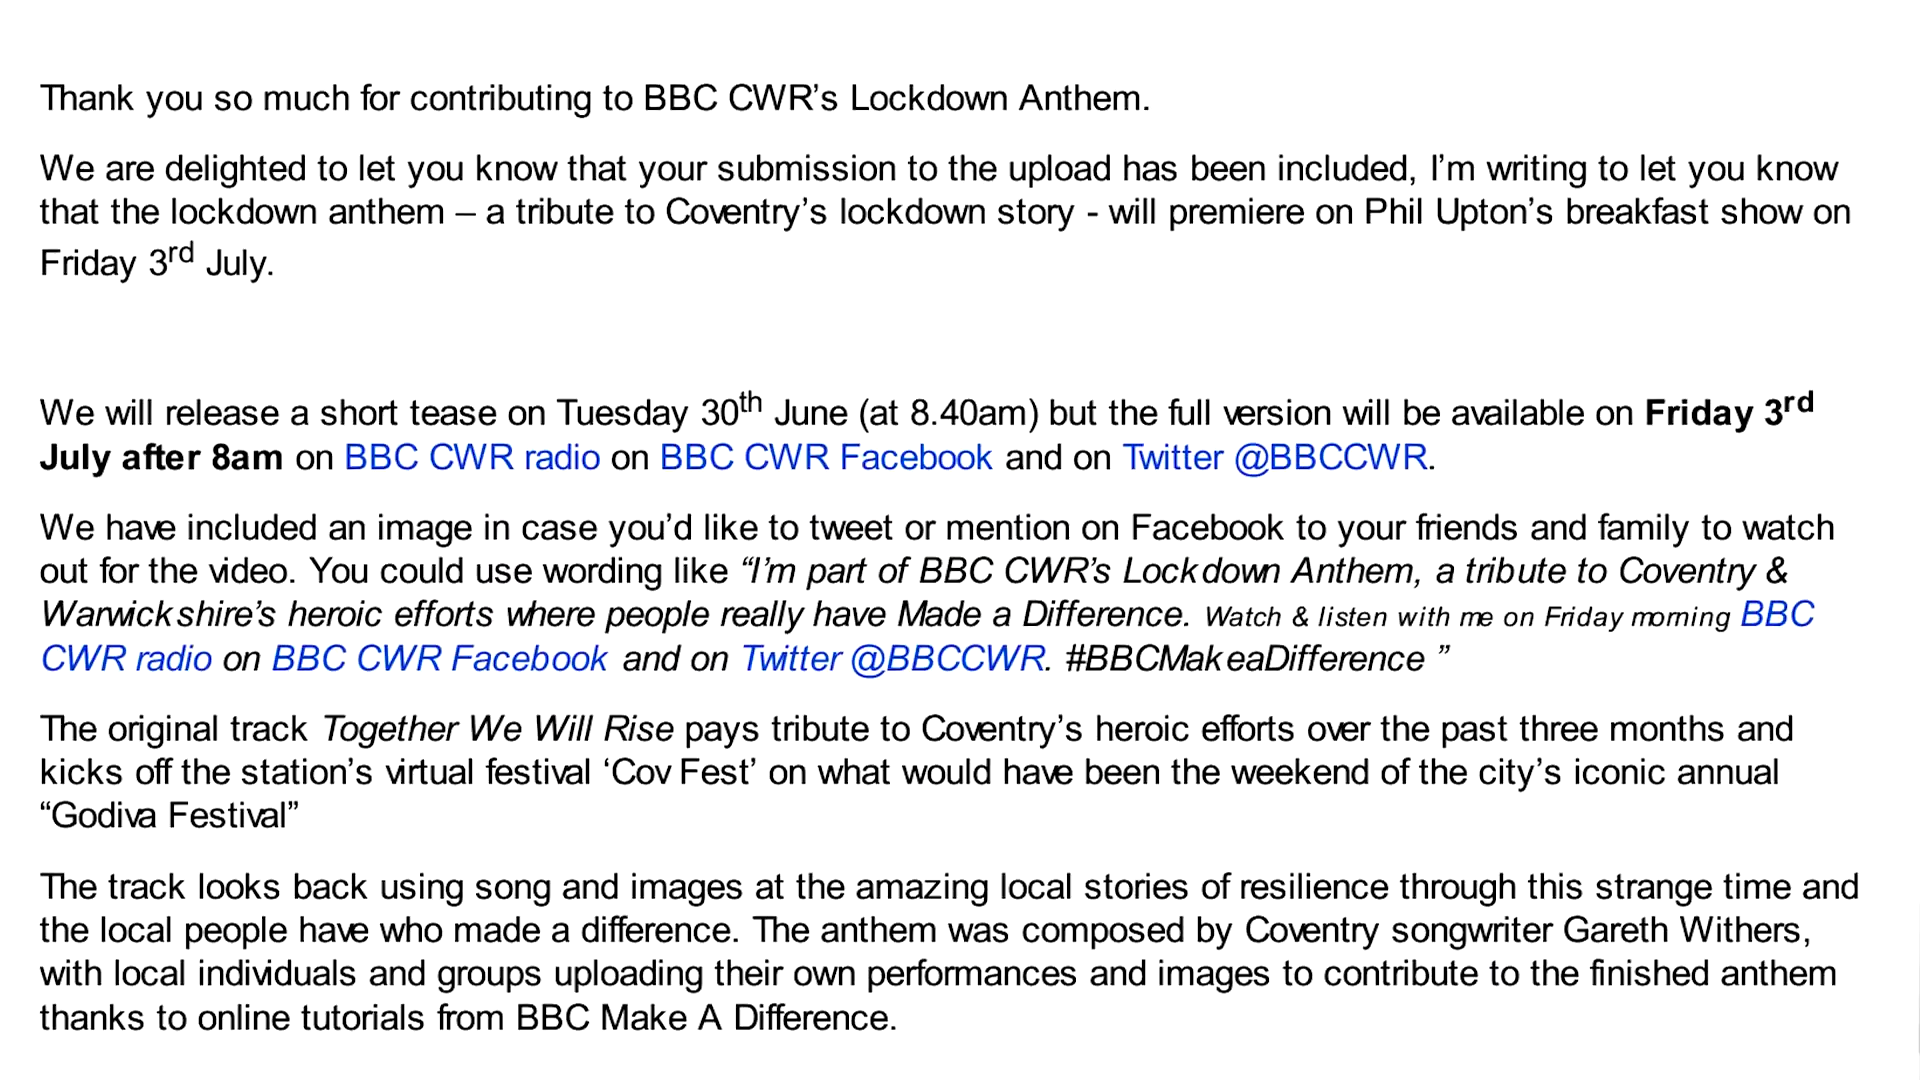 Thank you so much for contributing to BBC CWR’s Lockdown Anthem.
We are delighted to let you know that your submission to the upload has been included, I’m writing to let you know
that the lockdown anthem – a tribute to Coventry’s lockdown story - will premiere on Phil Upton’s breakfast show on
Friday 3rd July.
We will release a short tease on Tuesday 30th June (at 8.40am) but the full version will be available on Friday 3rd
July after 8am on BBC CWR radio on BBC CWR Facebook and on Twitter @BBCCWR.
We have included an image in case you’d like to tweet or mention on Facebook to your friends and family to watch
out for the video. You could use wording like “I’m part of BBC CWR’s Lockdown Anthem, a tribute to Coventry &
Warwickshire’s heroic efforts where people really have Made a Difference. Watch & listen with me on Friday morning BBC
CWR radio on BBC CWR Facebook and on Twitter @BBCCWR. #BBCMakeaDifference ”
The original track Together We Will Rise pays tribute to Coventry’s heroic efforts over the past three months and
kicks off the station’s virtual festival ‘Cov Fest’ on what would have been the weekend of the city’s iconic annual
“Godiva Festival”
The track looks back using song and images at the amazing local stories of resilience through this strange time and
the local people have who made a difference. The anthem was composed by Coventry songwriter Gareth Withers,
with local individuals and groups uploading their own performances and images to contribute to the finished anthem
thanks to online tutorials from BBC Make A Difference.